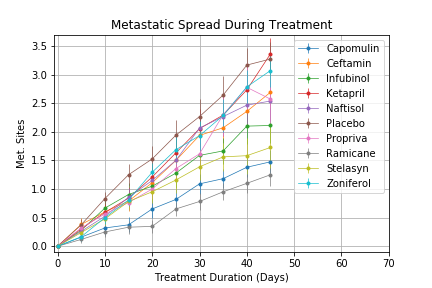 Metastatic Spread During Treatment
3.5
3.0
2.5
2.0
1.5
1.0
0.5
0.0
Met. Sites
Capomulin
Ceftamin
Infubinol
Ketapril
Naftisol
Placebo
Propriva
Ramicane
Stelasyn
Zoniferol
0 10 20 30 40 50 60 70
Treatment Duration (Days)